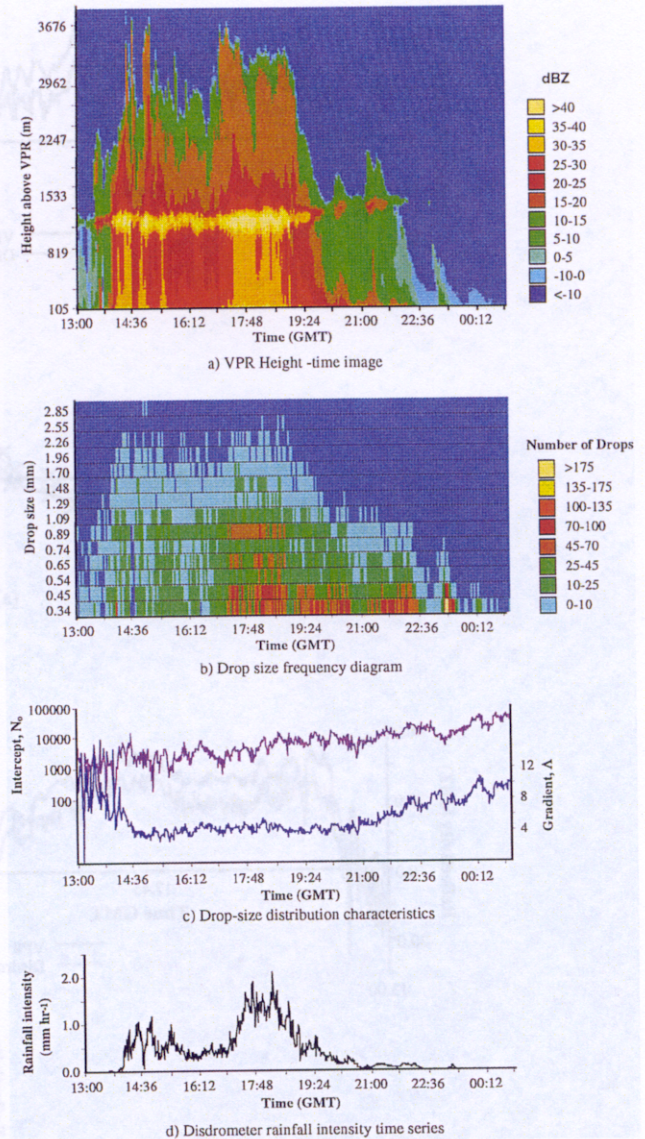 3676
2962
2247
1533
819
105
Height above VPR (m)
13:00 14:36 16:12 17:48 19:24 21:00 22:36 00:12
Time (GMT)
a) VPR Height -time image
dBZ
>40
35-40
30-35
25-30
20-25
15-20
10-15
5-10
0-5
-10-0
<-10
2.85
2.55
2.26
1.96
1.70
1.48
1.29
1.09
0.89
0.74
0.65
0.54
0.45
0.34
Drop size (mm)
13:00 14:36 16:12 17:48 19:24 21:00 22:36 00:12
Time (GMT)
b) Drop size frequency diagram
Number of Drops
>175
135-175
100-135
70-100
45-70
25-45
10-25
0-10
100000
10000
1000
100
Intercept, No
12
8
4
Gradient, Λ
13:00 14:36 16:12 17:48 19:24 21:00 22:36 00:12
Time (GMT)
c) Drop-size distribution characteristics
2.0
1.0
0.0
Rainfall intensity
(mm hr-1)
13:00 14:36 16:12 17:48 19:24 21:00 22:36 00:12
Time (GMT)
d) Disdrometer rainfall intensity time series